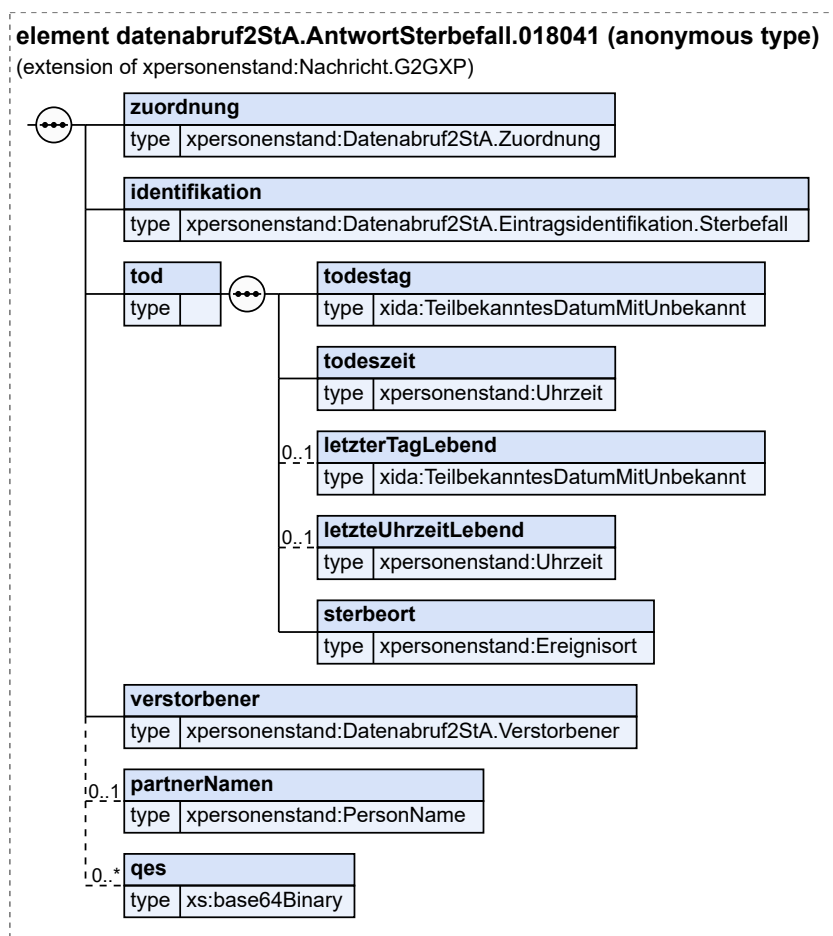 element datenabruf2StA.AntwortSterbefall.018041 (anonymous type)
(extension of xpersonenstand:Nachricht.G2GXP)
zuordnung
type xpersonenstand:Datenabruf2StA.Zuordnung
identifikation
type xpersonenstand:Datenabruf2StA.Eintragsidentifikation.Sterbefall
tod
type
todestag
type xida:TeilbekanntesDatumMitUnbekannt
todeszeit
type xpersonenstand:Uhrzeit
0..1 letzterTagLebend
type xida:TeilbekanntesDatumMitUnbekannt
0..1 letzteUhrzeitLebend
type xpersonenstand:Uhrzeit
sterbeort
type xpersonenstand:Ereignisort
verstorbener
type xpersonenstand:Datenabruf2StA.Verstorbener
0..1 partnerNamen
type xpersonenstand:PersonName
0..* qes
type xs:base64Binary